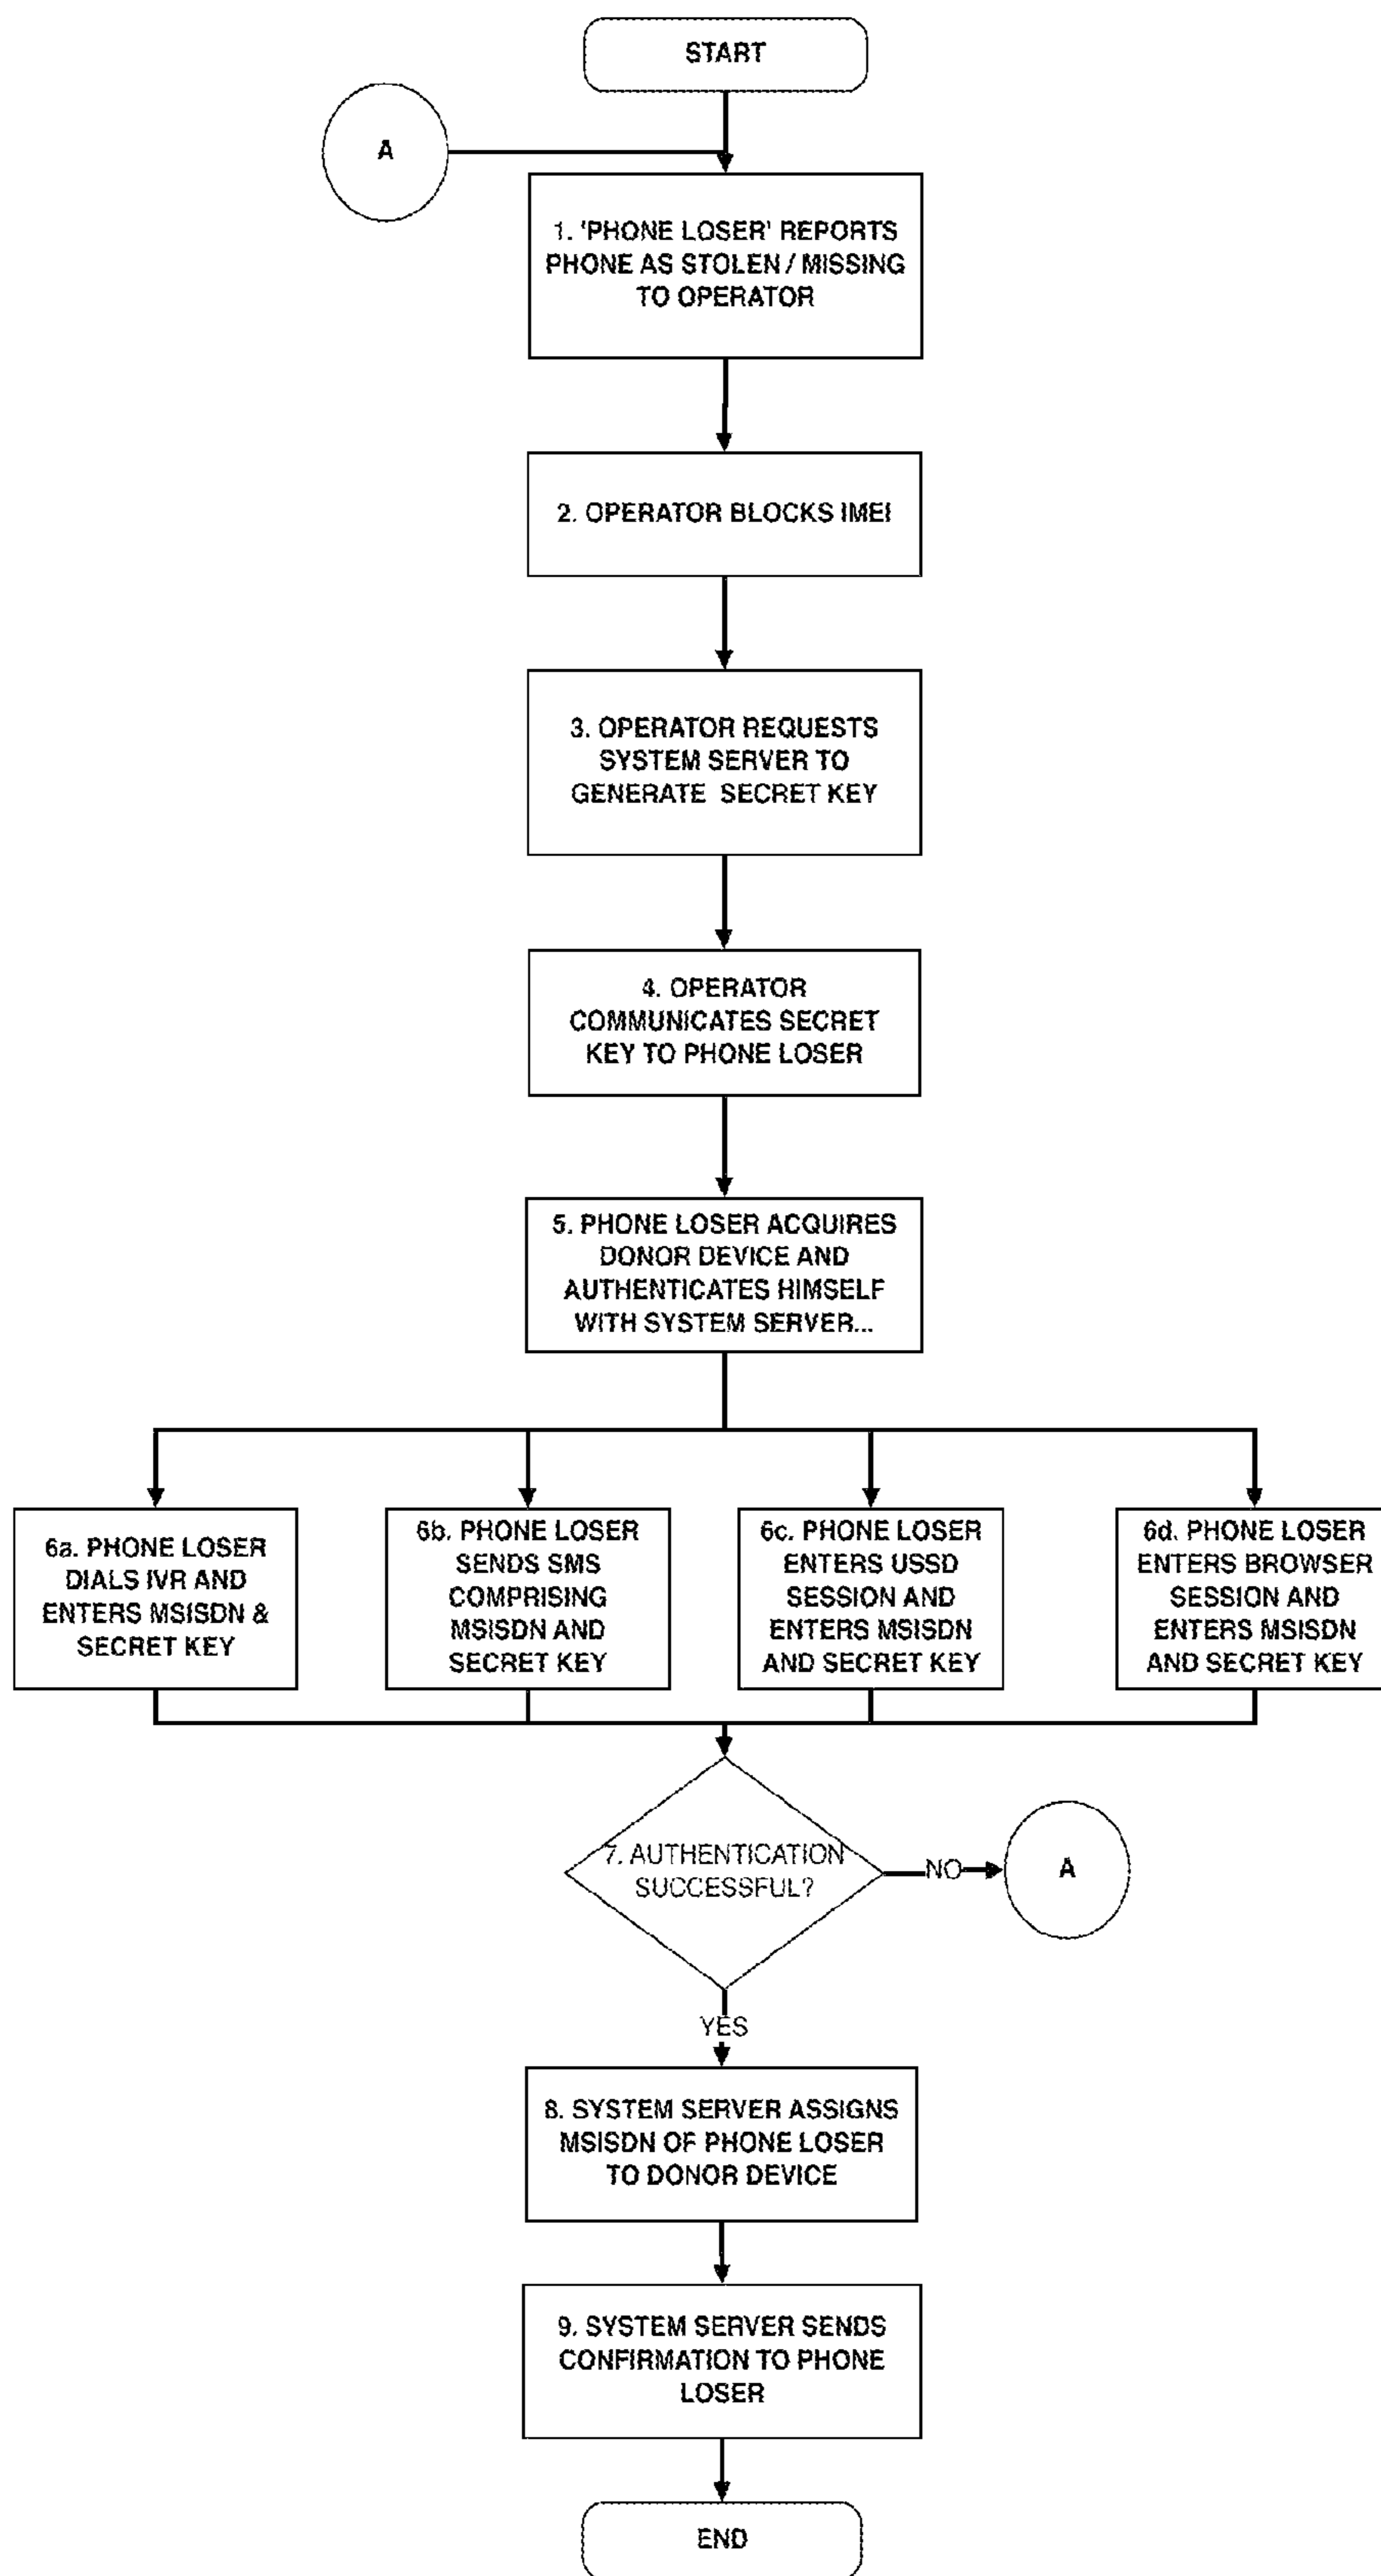 START
A
1. 'PHONE LOSER' REPORTS
PHONE AS STOLEN / MISSING
TO OPERATOR
2. OPERATOR BLOCKS IMEI
3. OPERATOR REQUESTS
SYSTEM SERVER TO
GENERATE SECRET KEY
4. OPERATOR
COMMUNICATES SECRET
KEY TO PHONE LOSER
5. PHONE LOSER ACQUIRES
DONOR DEVICE AND
AUTHENTICATES HIMSELF
WITH SYSTEM SERVER...
6a. PHONE LOSER
DIALS IVR AND
ENTERS MSISDN &
SECRET KEY
6b. PHONE LOSER
SENDS SMS
COMPRISING
MSISDN AND
SECRET KEY
6c. PHONE LOSER
ENTERS USSD
SESSION AND
ENTERS MSISDN
AND SECRET KEY
6d. PHONE LOSER
ENTERS BROWSER
SESSION AND
ENTERS MSISDN
AND SECRET KEY
7. AUTHENTICATION
SUCCESSFUL?
NO
A
YES
8. SYSTEM SERVER ASSIGNS
MSISDN OF PHONE LOSER
TO DONOR DEVICE
9. SYSTEM SERVER SENDS
CONFIRMATION TO PHONE
LOSER
END